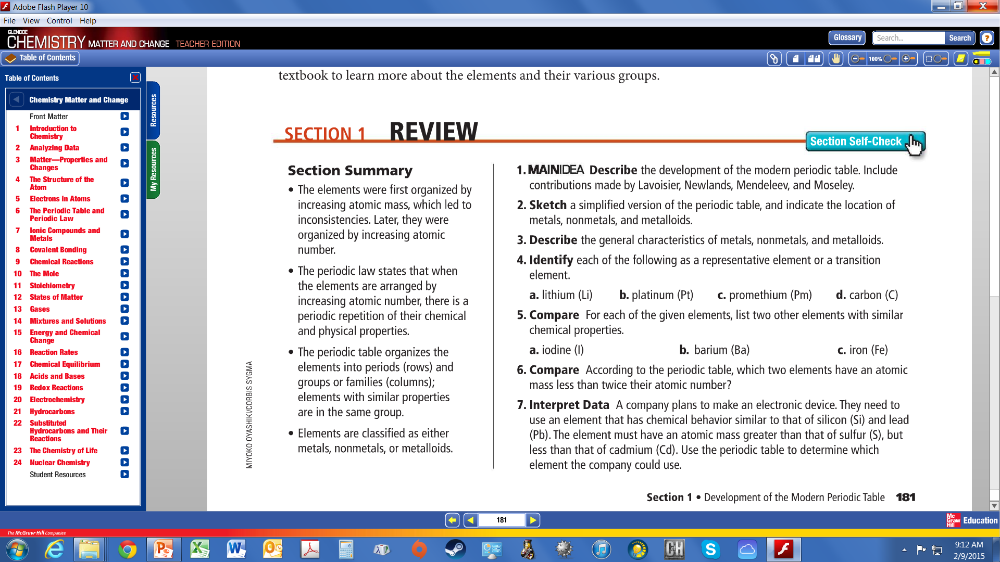 Adobe Flash Player 10
File View Control Help
GLENCOE
CHEMISTRY MATTER AND CHANGE TEACHER EDITION
Glossary
Search...
Search
?
Table of Contents
100%
Table of Contents
Chemistry Matter and Change
Front Matter
1 Introduction to
Chemistry
2 Analyzing Data
3 Matter—Properties and
Changes
4 The Structure of the
Atom
5 Electrons in Atoms
6 The Periodic Table and
Periodic Law
7 Ionic Compounds and
Metals
8 Covalent Bonding
9 Chemical Reactions
10 The Mole
11 Stoichiometry
12 States of Matter
13 Gases
14 Mixtures and Solutions
15 Energy and Chemical
Change
16 Reaction Rates
17 Chemical Equilibrium
18 Acids and Bases
19 Redox Reactions
20 Electrochemistry
21 Hydrocarbons
22 Substituted
Hydrocarbons and Their
Reactions
23 The Chemistry of Life
24 Nuclear Chemistry
Student Resources
Resources
My Resources
textbook to learn more about the elements and their various groups.
SECTION 1 REVIEW
Section Self-Check
Section Summary
• The elements were first organized by
increasing atomic mass, which led to
inconsistencies. Later, they were
organized by increasing atomic
number.
• The periodic law states that when
the elements are arranged by
increasing atomic number, there is a
periodic repetition of their chemical
and physical properties.
• The periodic table organizes the
elements into periods (rows) and
groups or families (columns);
elements with similar properties
are in the same group.
• Elements are classified as either
metals, nonmetals, or metalloids.
MIYOKO OYASHIKI/CORBIS SYGMA
1. MAINIDEA Describe the development of the modern periodic table. Include
contributions made by Lavoisier, Newlands, Mendeleev, and Moseley.
2. Sketch a simplified version of the periodic table, and indicate the location of
metals, nonmetals, and metalloids.
3. Describe the general characteristics of metals, nonmetals, and metalloids.
4. Identify each of the following as a representative element or a transition
element.
a. lithium (Li) b. platinum (Pt) c. promethium (Pm) d. carbon (C)
5. Compare For each of the given elements, list two other elements with similar
chemical properties.
a. iodine (I) b. barium (Ba) c. iron (Fe)
6. Compare According to the periodic table, which two elements have an atomic
mass less than twice their atomic number?
7. Interpret Data A company plans to make an electronic device. They need to
use an element that has chemical behavior similar to that of silicon (Si) and lead
(Pb). The element must have an atomic mass greater than that of sulfur (S), but
less than that of cadmium (Cd). Use the periodic table to determine which
element the company could use.
Section 1 • Development of the Modern Periodic Table 181
181
Mc
Graw
Hill
Education
The McGraw·Hill Companies
9:12 AM
2/9/2015